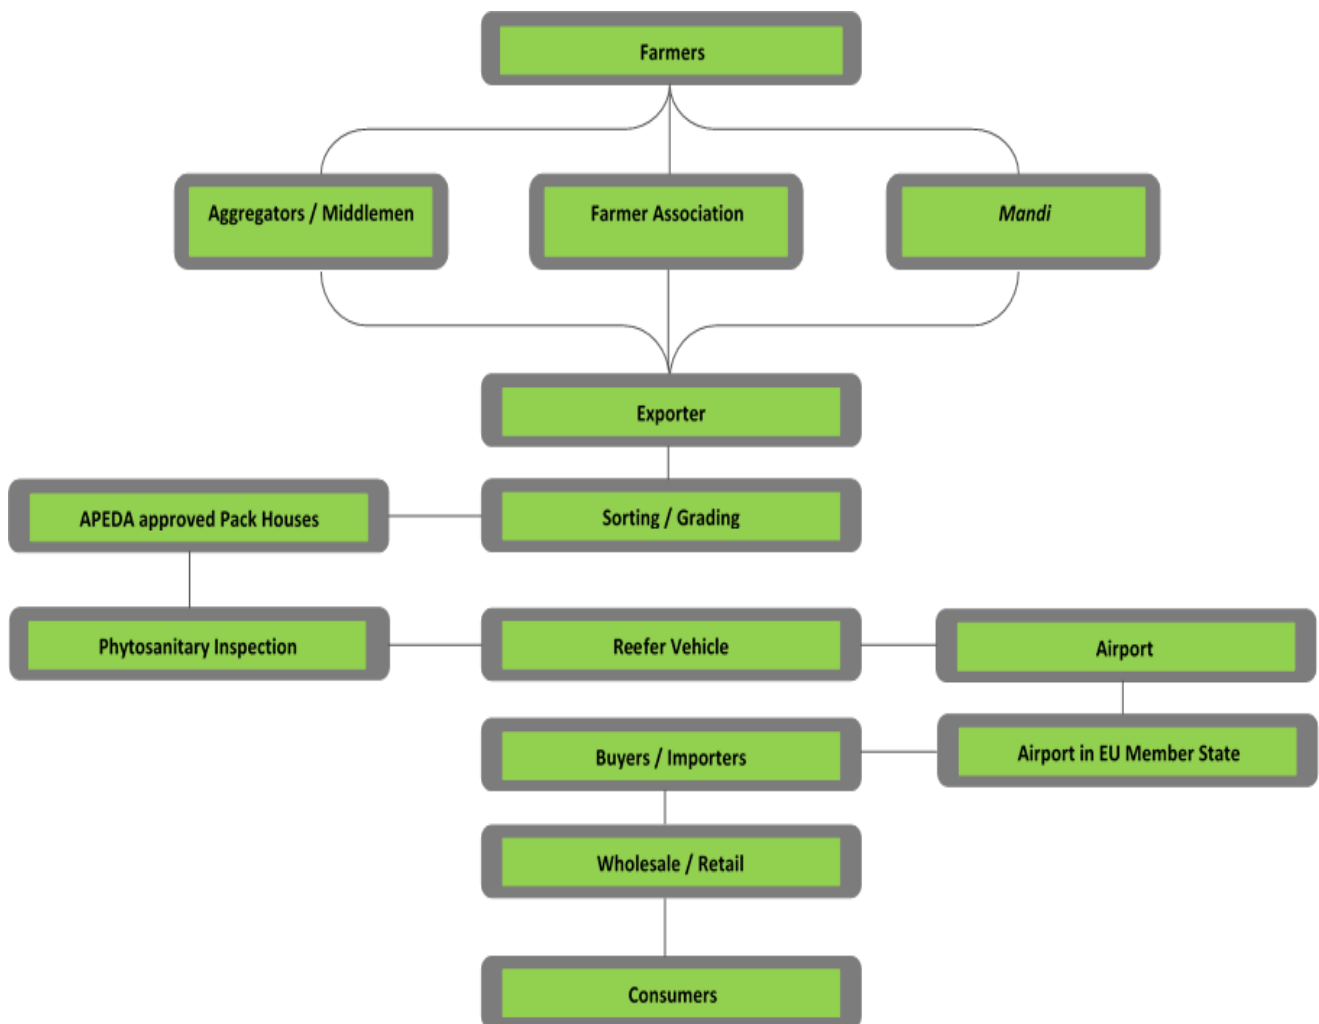 Farmers
Aggregators / Middlemen
Farmer Association
Mandi
Exporter
Sorting / Grading
APEDA approved Pack Houses
Phytosanitary Inspection
Reefer Vehicle
Airport
Airport in EU Member State
Buyers / Importers
Wholesale / Retail
Consumers